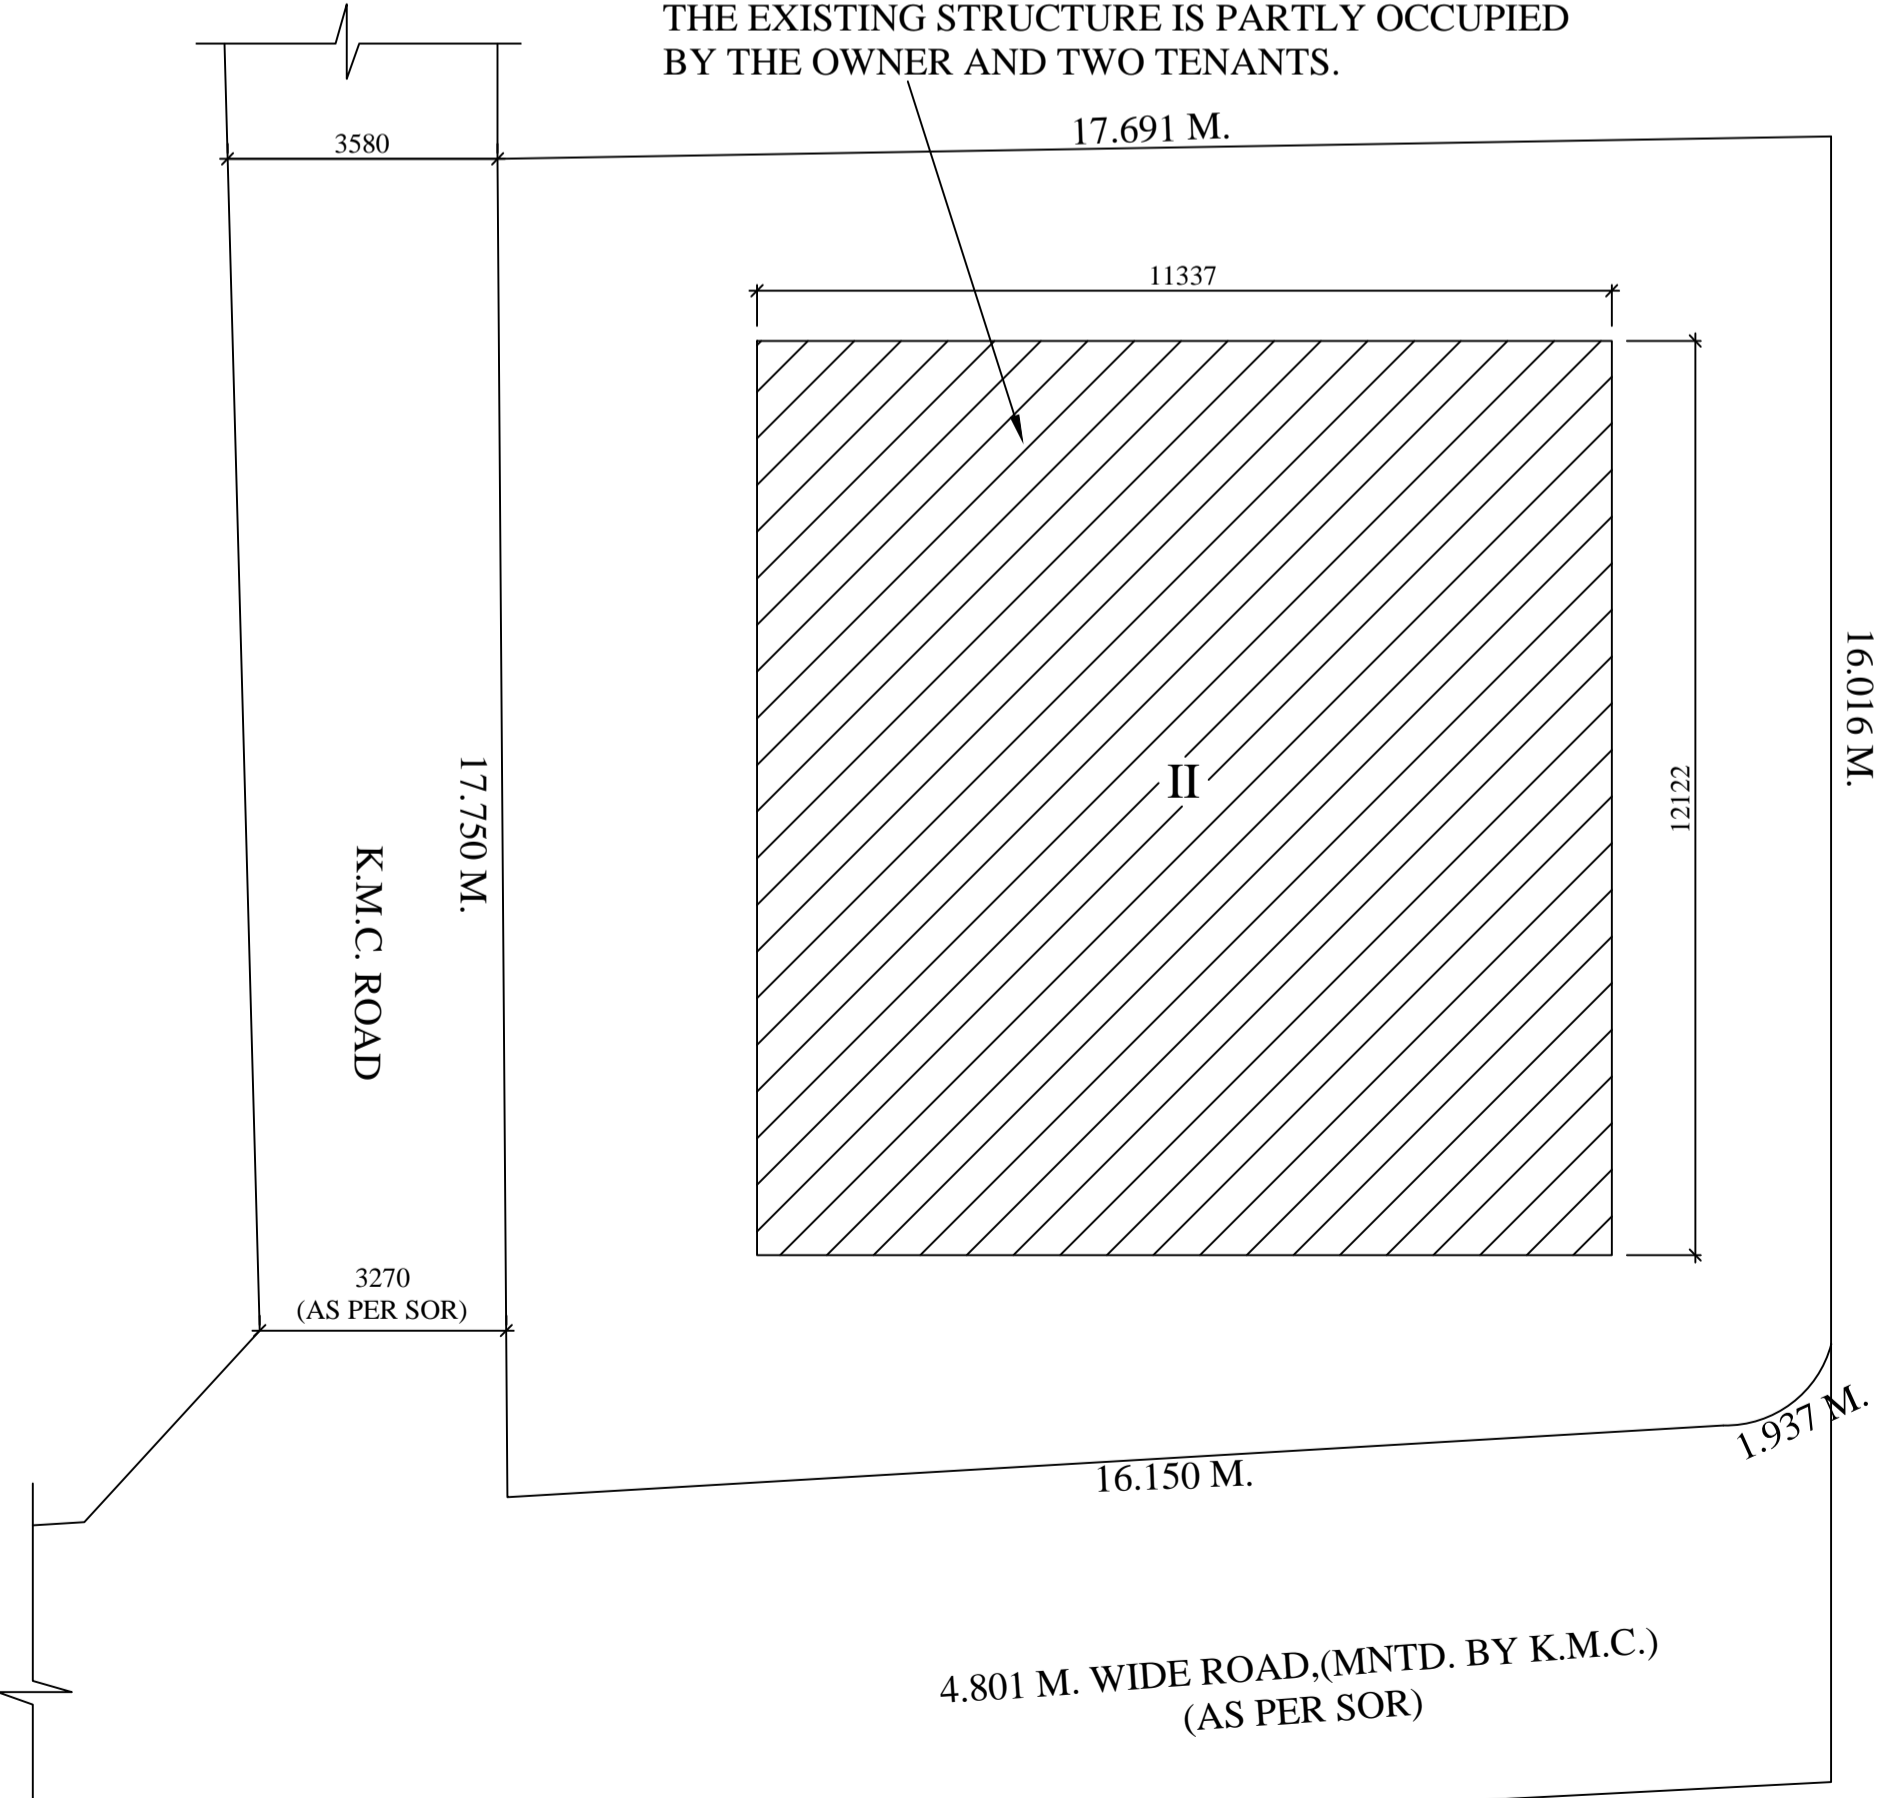 THE EXISTING STRUCTURE IS PARTLY OCCUPIED
BY THE OWNER AND TWO TENANTS.
17.691 M.
3580
11337
16.016 M.
17.750 M.
12122
II
K.M.C. ROAD
3270
(AS PER SOR)
1.937 M.
16.150 M.
4.801 M. WIDE ROAD,(MNTD. BY K.M.C.)
(AS PER SOR)